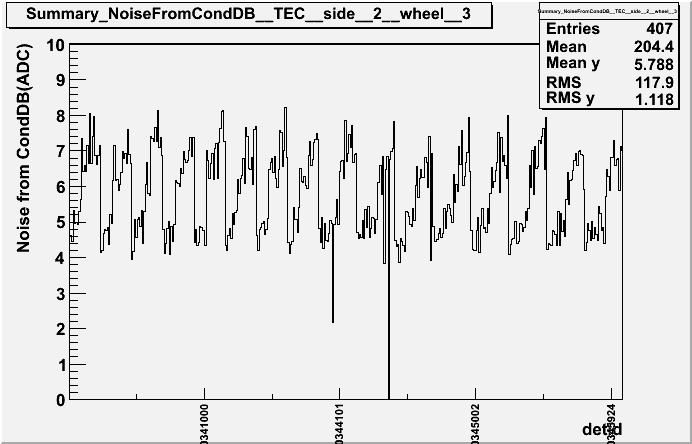 Summary_NoiseFromCondDB__TEC__side__2__wheel__3
Summary_NoiseFromCondDB__TEC__side__2__wheel__3
Entries 407
Mean 204.4
Mean y 5.788
RMS 117.9
RMS y 1.118
Noise from CondDB(ADC)
10
9
8
7
6
5
4
3
2
1
0
0341000
0344101
0345002
detid